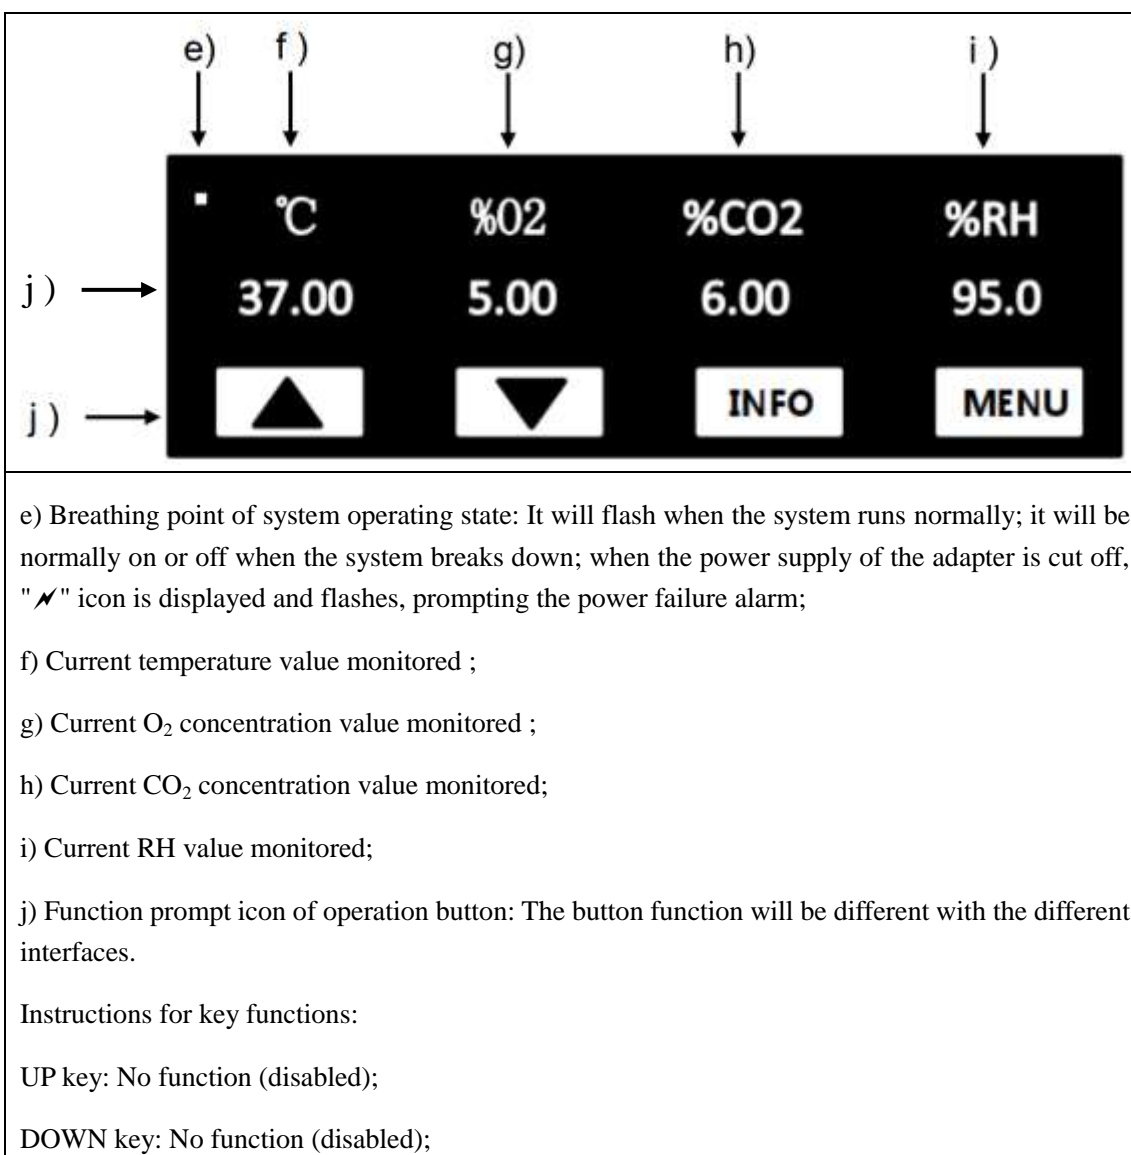 e) f ) g) h) i )
℃ %O2 %CO2 %RH
j ) 37.00 5.00 6.00 95.0
j ) INFO MENU
e) Breathing point of system operating state: It will flash when the system runs normally; it will be
normally on or off when the system breaks down; when the power supply of the adapter is cut off,
" " icon is displayed and flashes, prompting the power failure alarm;
f) Current temperature value monitored ;
g) Current O₂ concentration value monitored ;
h) Current CO₂ concentration value monitored;
i) Current RH value monitored;
j) Function prompt icon of operation button: The button function will be different with the different
interfaces.
Instructions for key functions:
UP key: No function (disabled);
DOWN key: No function (disabled);